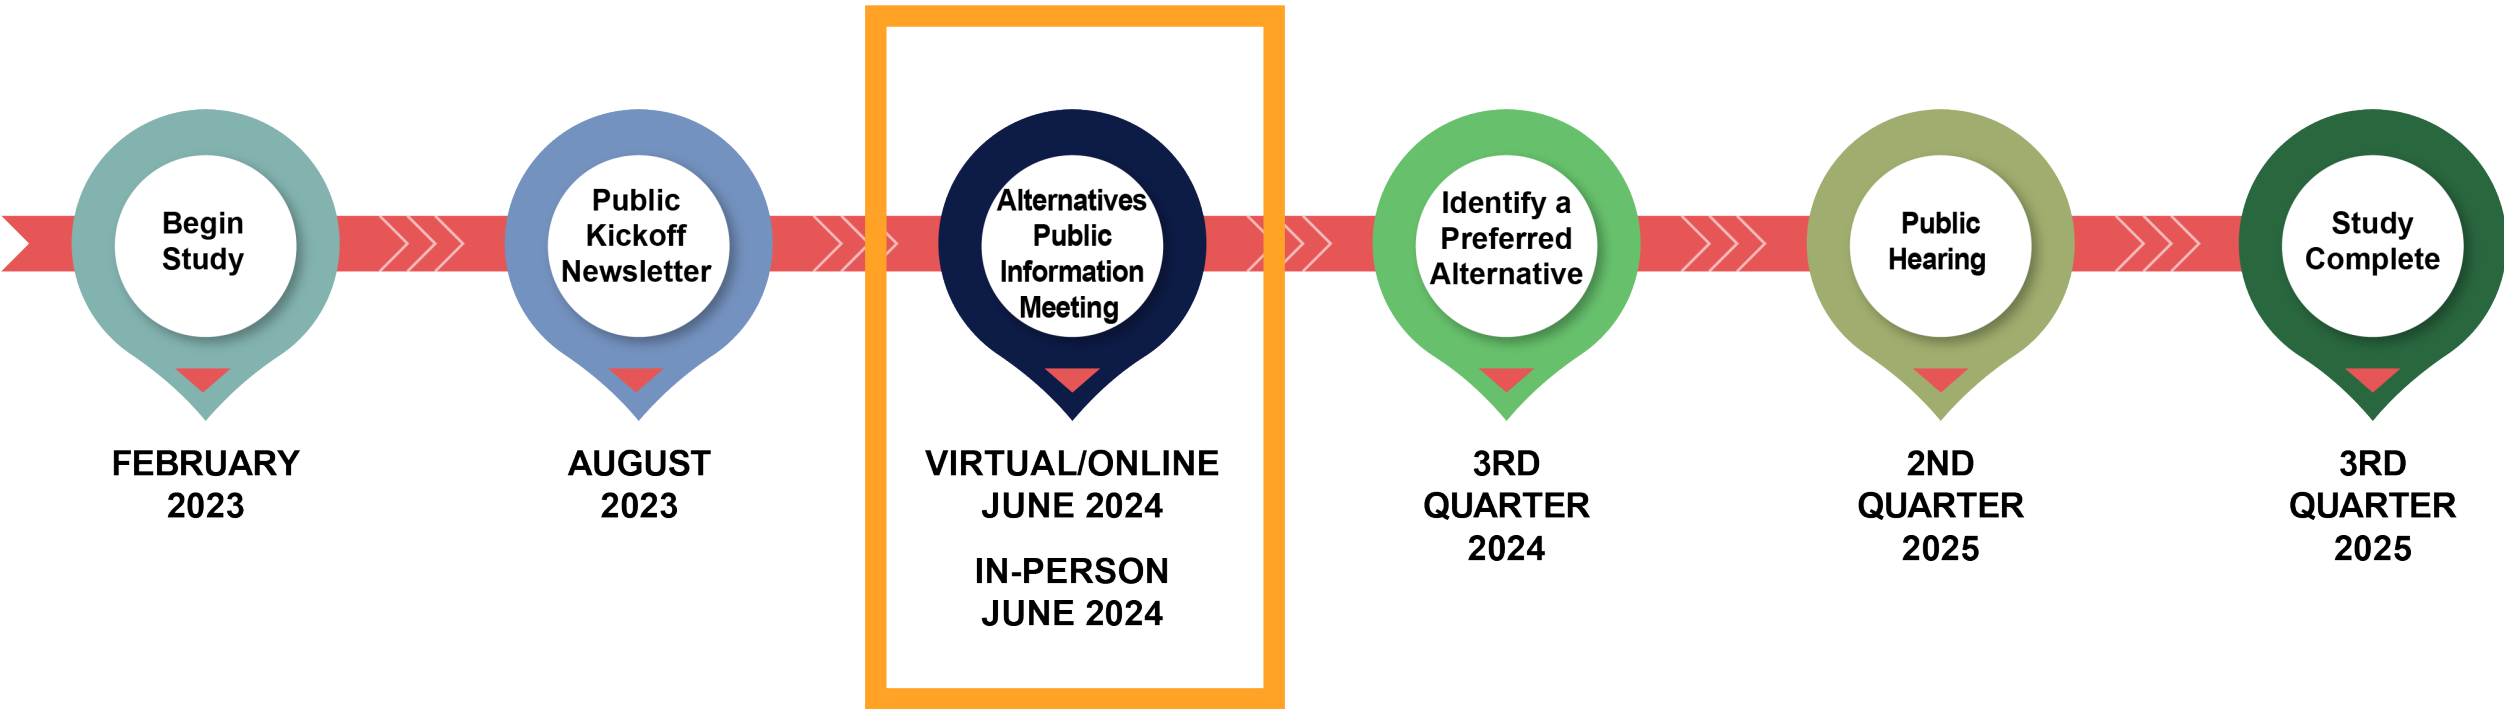 Begin
Study
FEBRUARY
2023
Public
Kickoff
Newsletter
AUGUST
2023
Alternatives
Public
Information
Meeting
VIRTUAL/ONLINE
JUNE 2024
IN-PERSON
JUNE 2024
Identify a
Preferred
Alternative
3RD
QUARTER
2024
Public
Hearing
2ND
QUARTER
2025
Study
Complete
3RD
QUARTER
2025